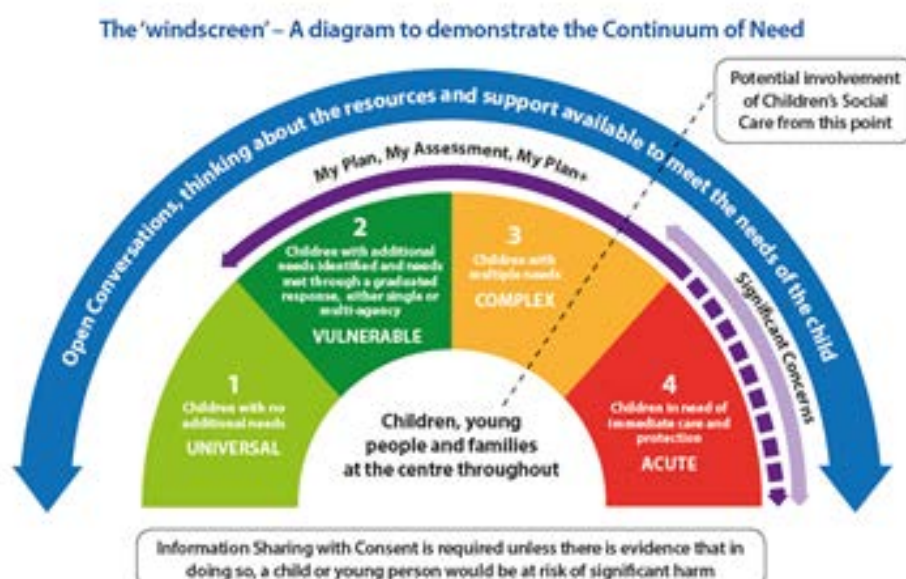 The 'windscreen' – A diagram to demonstrate the Continuum of Need
Potential involvement
of Children's Social
Care from this point
Open Conversations, thinking about the resources and support available to meet the needs of the child
My Plan, My Assessment, My Plan+
Significant Concerns
1
Children with no
additional needs
UNIVERSAL
2
Children with additional
needs identified and needs
met through a graduated
response, either single or
multi-agency
VULNERABLE
3
Children with
multiple needs
COMPLEX
4
Children in need of
immediate care and
protection
ACUTE
Children, young
people and families
at the centre throughout
Information Sharing with Consent is required unless there is evidence that in
doing so, a child or young person would be at risk of significant harm